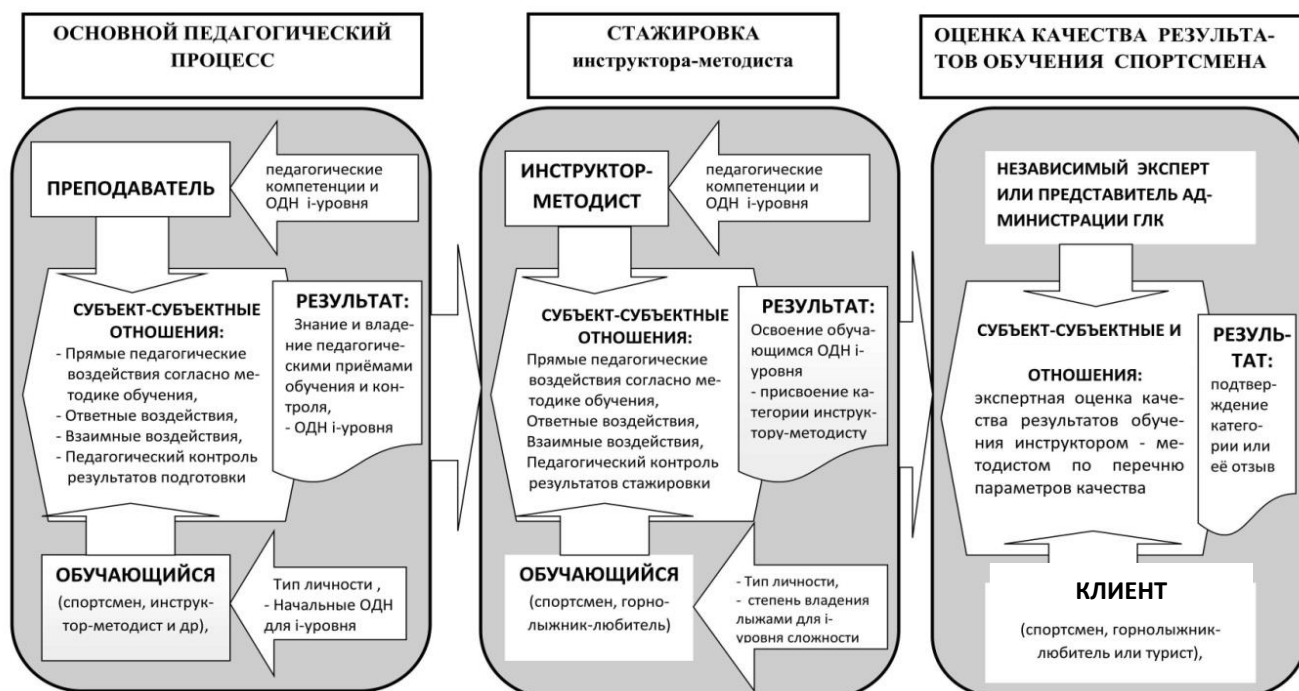 ОСНОВНОЙ ПЕДАГОГИЧЕСКИЙ
ПРОЦЕСС
ПРЕПОДАВАТЕЛЬ
педагогические
компетенции и
ОДН i-уровня
СУБЪЕКТ-СУБЪЕКТНЫЕ
ОТНОШЕНИЯ:
- Прямые педагогические
воздействия согласно ме-
тодике обучения,
- Ответные воздействия,
- Взаимные воздействия,
- Педагогический контроль
результатов подготовки
РЕЗУЛЬТАТ:
Знание и владе-
ние педагогиче-
скими приёмами
обучения и кон-
троля,
- ОДН i-уровня
ОБУЧАЮЩИЙСЯ
(спортсмен, инструк-
тор-методист и др),
Тип личности ,
- Начальные ОДН
для i-уровня
СТАЖИРОВКА
инструктора-методиста
ИНСТРУКТОР-
МЕТОДИСТ
педагогические
компетенции и
ОДН i-уровня
СУБЪЕКТ-СУБЪЕКТНЫЕ
ОТНОШЕНИЯ:
Прямые педагогические
воздействия согласно ме-
тодике обучения,
Ответные воздействия,
Взаимные воздействия,
Педагогический контроль
результатов стажировки
РЕЗУЛЬТАТ:
Освоение обуча-
ющимся ОДН i-
уровня
- присвоение ка-
тегории инструк-
тору-методисту
ОБУЧАЮЩИЙСЯ
(спортсмен, горно-
лыжник-любитель)
- Тип личности,
- степень владения
лыжами для i-
уровня сложности
ОЦЕНКА КАЧЕСТВА РЕЗУЛЬТА-
ТОВ ОБУЧЕНИЯ СПОРТСМЕНА
НЕЗАВИСИМЫЙ ЭКСПЕРТ
ИЛИ ПРЕДСТАВИТЕЛЬ АД-
МИНИСТРАЦИИ ГЛК
СУБЪЕКТ-СУБЪЕКТНЫЕ И
ОТНОШЕНИЯ:
экспертная оценка каче-
ства результатов обуче-
ния инструктором - ме-
тодистом по перечню
параметров качества
РЕЗУЛЬ-
ТАТ:
подтвер-
ждение
катего-
рии или
её отзыв
КЛИЕНТ
(спортсмен, горнолыжник-
любитель или турист),